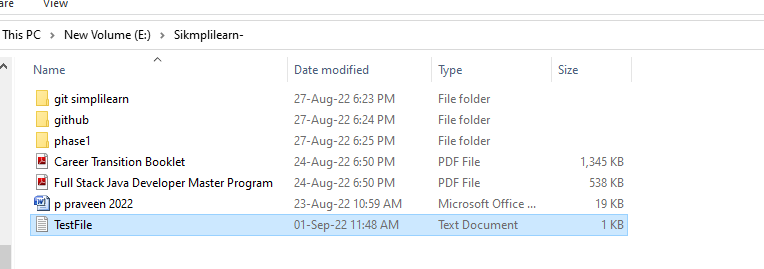 are View
This PC > New Volume (E:) > Sikmplilearn-
Name Date modified Type Size
git simplilearn 27-Aug-22 6:23 PM File folder
github 27-Aug-22 6:24 PM File folder
phase1 27-Aug-22 6:25 PM File folder
Career Transition Booklet 24-Aug-22 6:50 PM PDF File 1,345 KB
Full Stack Java Developer Master Program 24-Aug-22 6:50 PM PDF File 538 KB
p praveen 2022 23-Aug-22 10:59 AM Microsoft Office ... 19 KB
TestFile 01-Sep-22 11:48 AM Text Document 1 KB